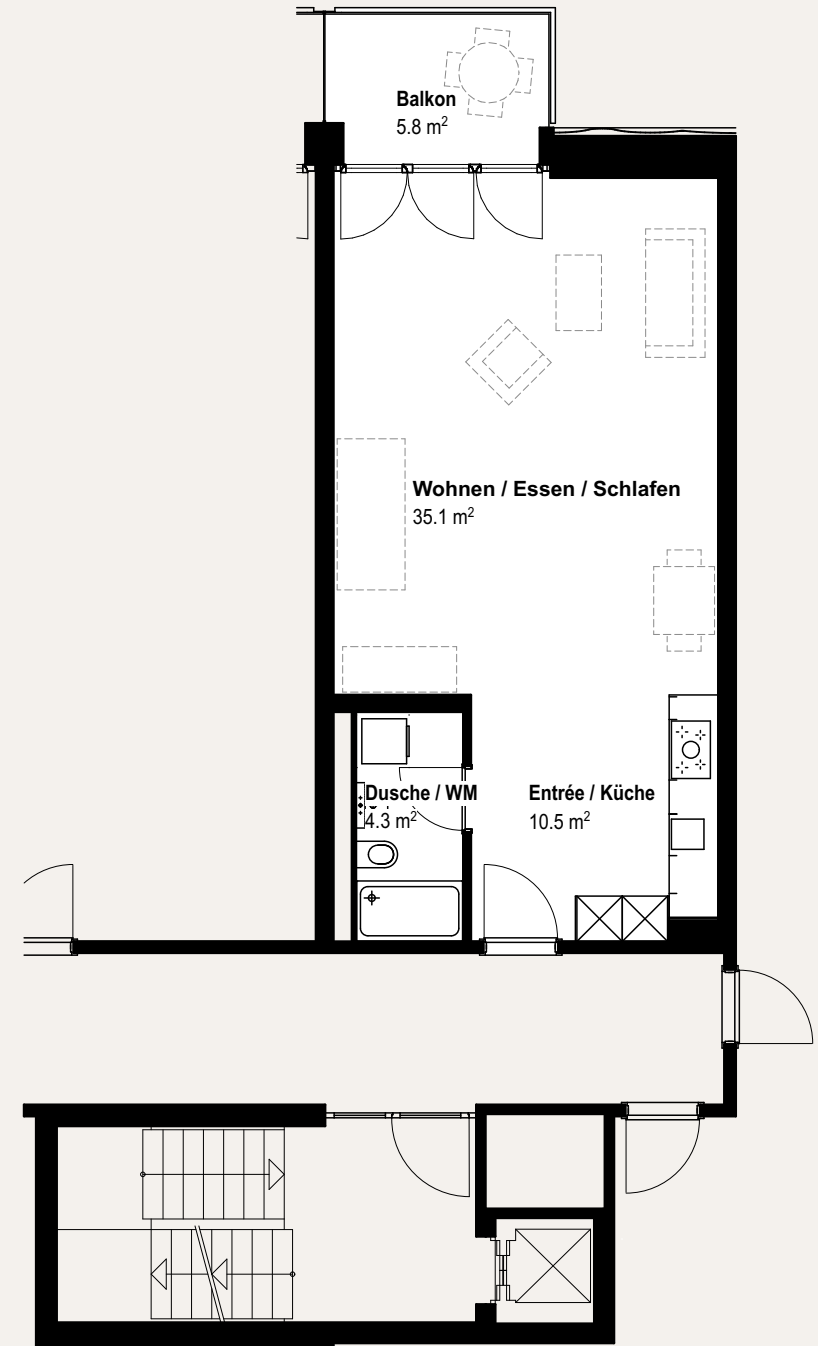 Balkon
5.8 m²
Wohnen / Essen / Schlafen
35.1 m²
Dusche / WM
4.3 m²
Entrée / Küche
10.5 m²